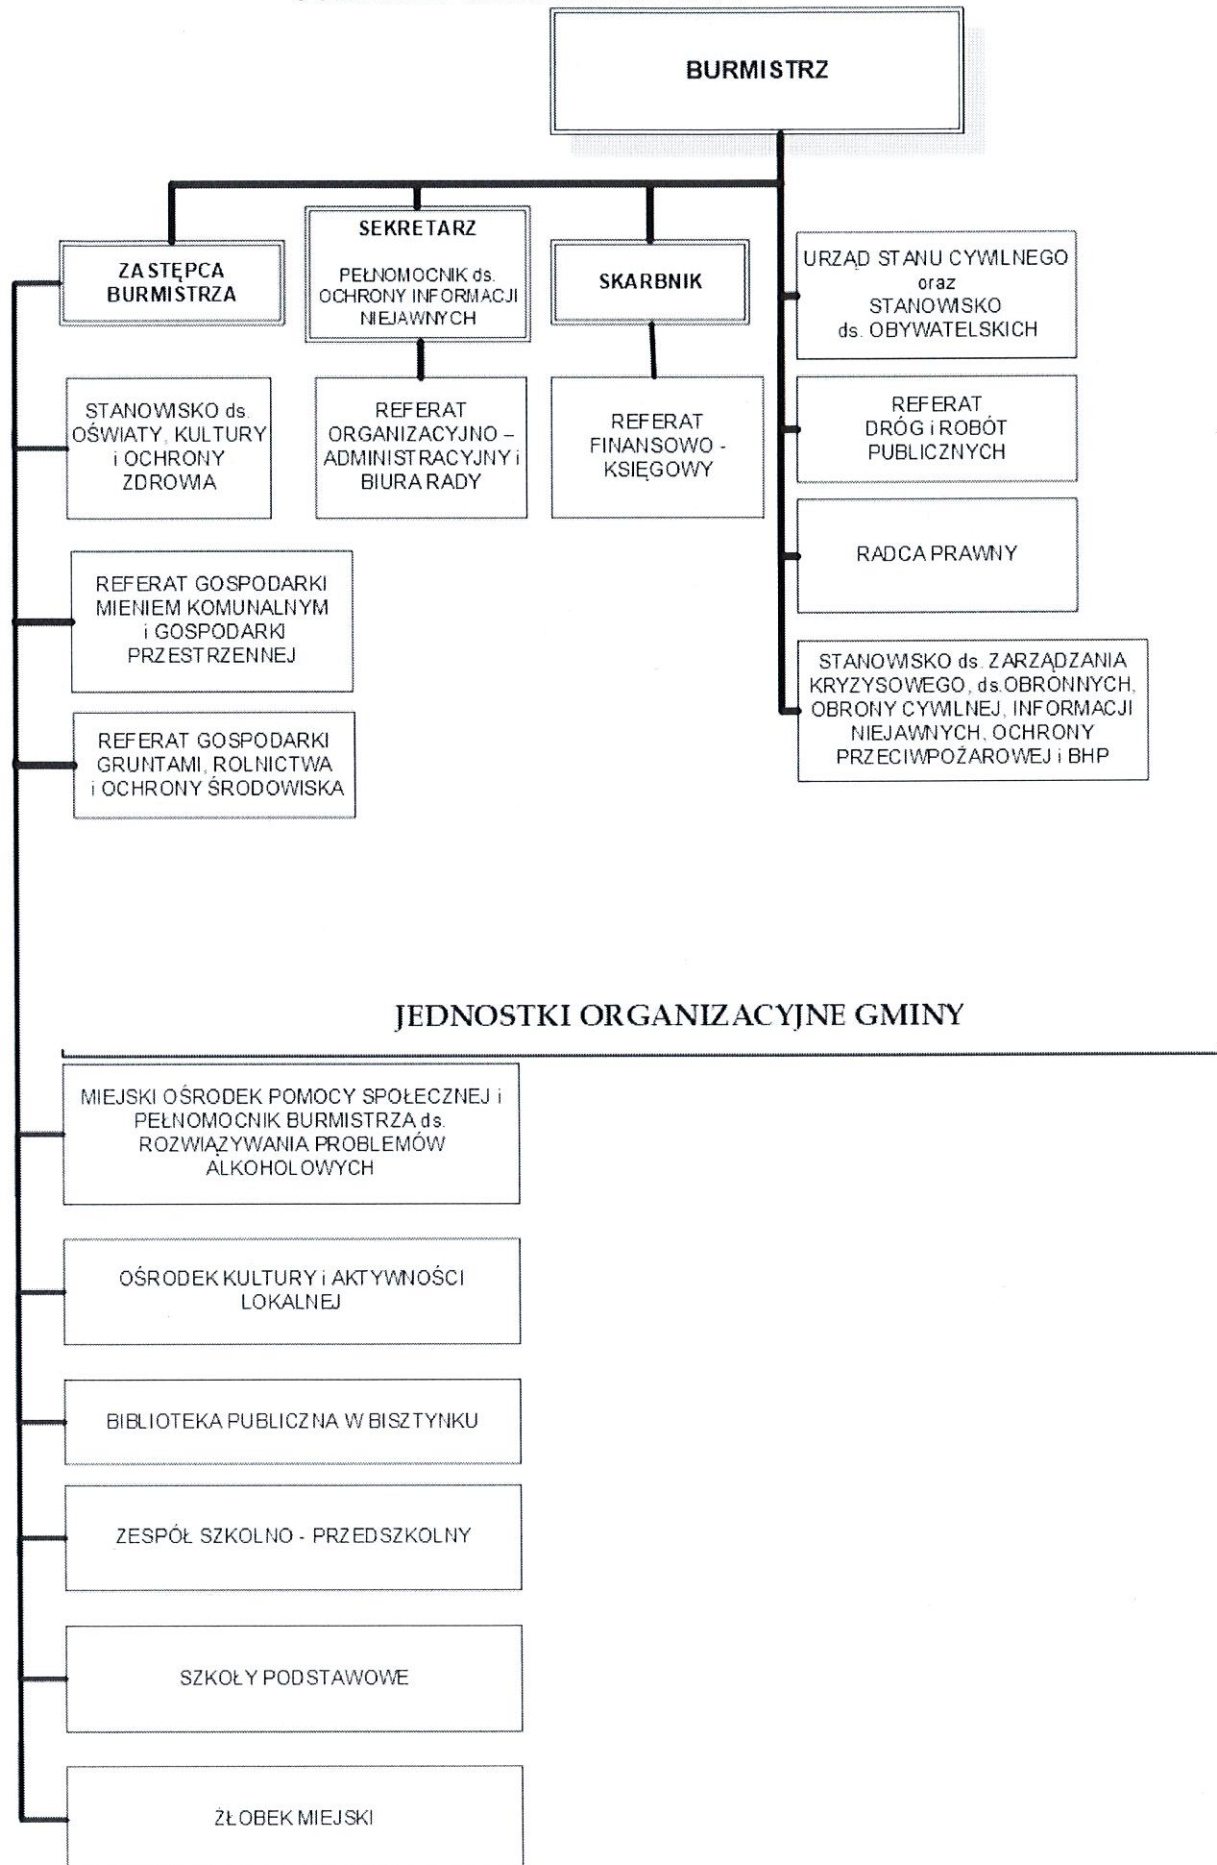 BURMISTRZ
ZASTĘPCA
BURMISTRZA
SEKRETARZ
PEŁNOMOCNIK ds.
OCHRONY INFORMACJI
NIEJAWNYCH
SKARBNIK
URZĄD STANU CYWILNEGO
oraz
STANOWISKO
ds. OBYWATELSKICH
STANOWISKO ds.
OŚWIATY, KULTURY
i OCHRONY
ZDROWIA
REFERAT
ORGANIZACYJNO –
ADMINISTRACYJNY i
BIURA RADY
REFERAT
FINANSOWO -
KSIĘGOWY
REFERAT
DRÓG i ROBÓT
PUBLICZNYCH
RADCA PRAWNY
REFERAT GOSPODARKI
MIENIEM KOMUNALNYM
i GOSPODARKI
PRZESTRZENNEJ
STANOWISKO ds. ZARZĄDZANIA
KRYZYSOWEGO, ds.OBRONNYCH,
OBRONY CYWILNEJ, INFORMACJI
NIEJAWNYCH, OCHRONY
PRZECIWPOŻAROWEJ i BHP
REFERAT GOSPODARKI
GRUNTAMI, ROLNICTWA
i OCHRONY ŚRODOWISKA
JEDNOSTKI ORGANIZACYJNE GMINY
MIEJSKI OŚRODEK POMOCY SPOŁECZNEJ i
PEŁNOMOCNIK BURMISTRZA ds.
ROZWIĄZYWANIA PROBLEMÓW
ALKOHOLOWYCH
OŚRODEK KULTURY i AKTYWNOŚCI
LOKALNEJ
BIBLIOTEKA PUBLICZNA W BISZTYNKU
ZESPÓŁ SZKOLNO - PRZEDSZKOLNY
SZKOŁY PODSTAWOWE
ŻŁOBEK MIEJSKI